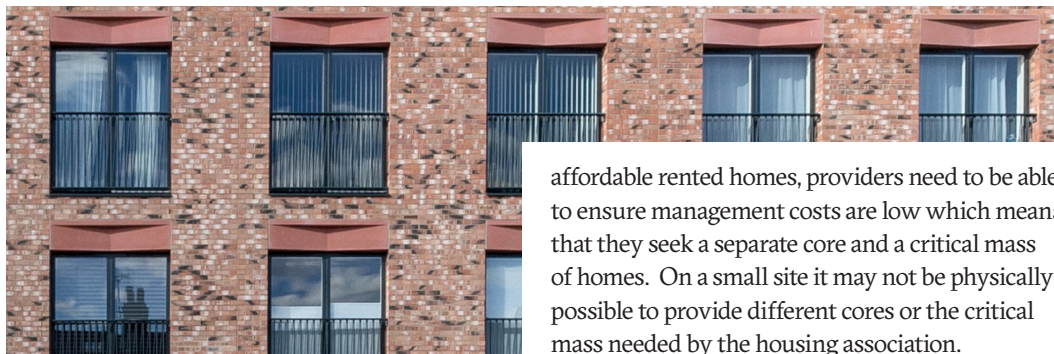 affordable rented homes, providers need to be able
to ensure management costs are low which means
that they seek a separate core and a critical mass
of homes.  On a small site it may not be physically
possible to provide different cores or the critical
mass needed by the housing association.